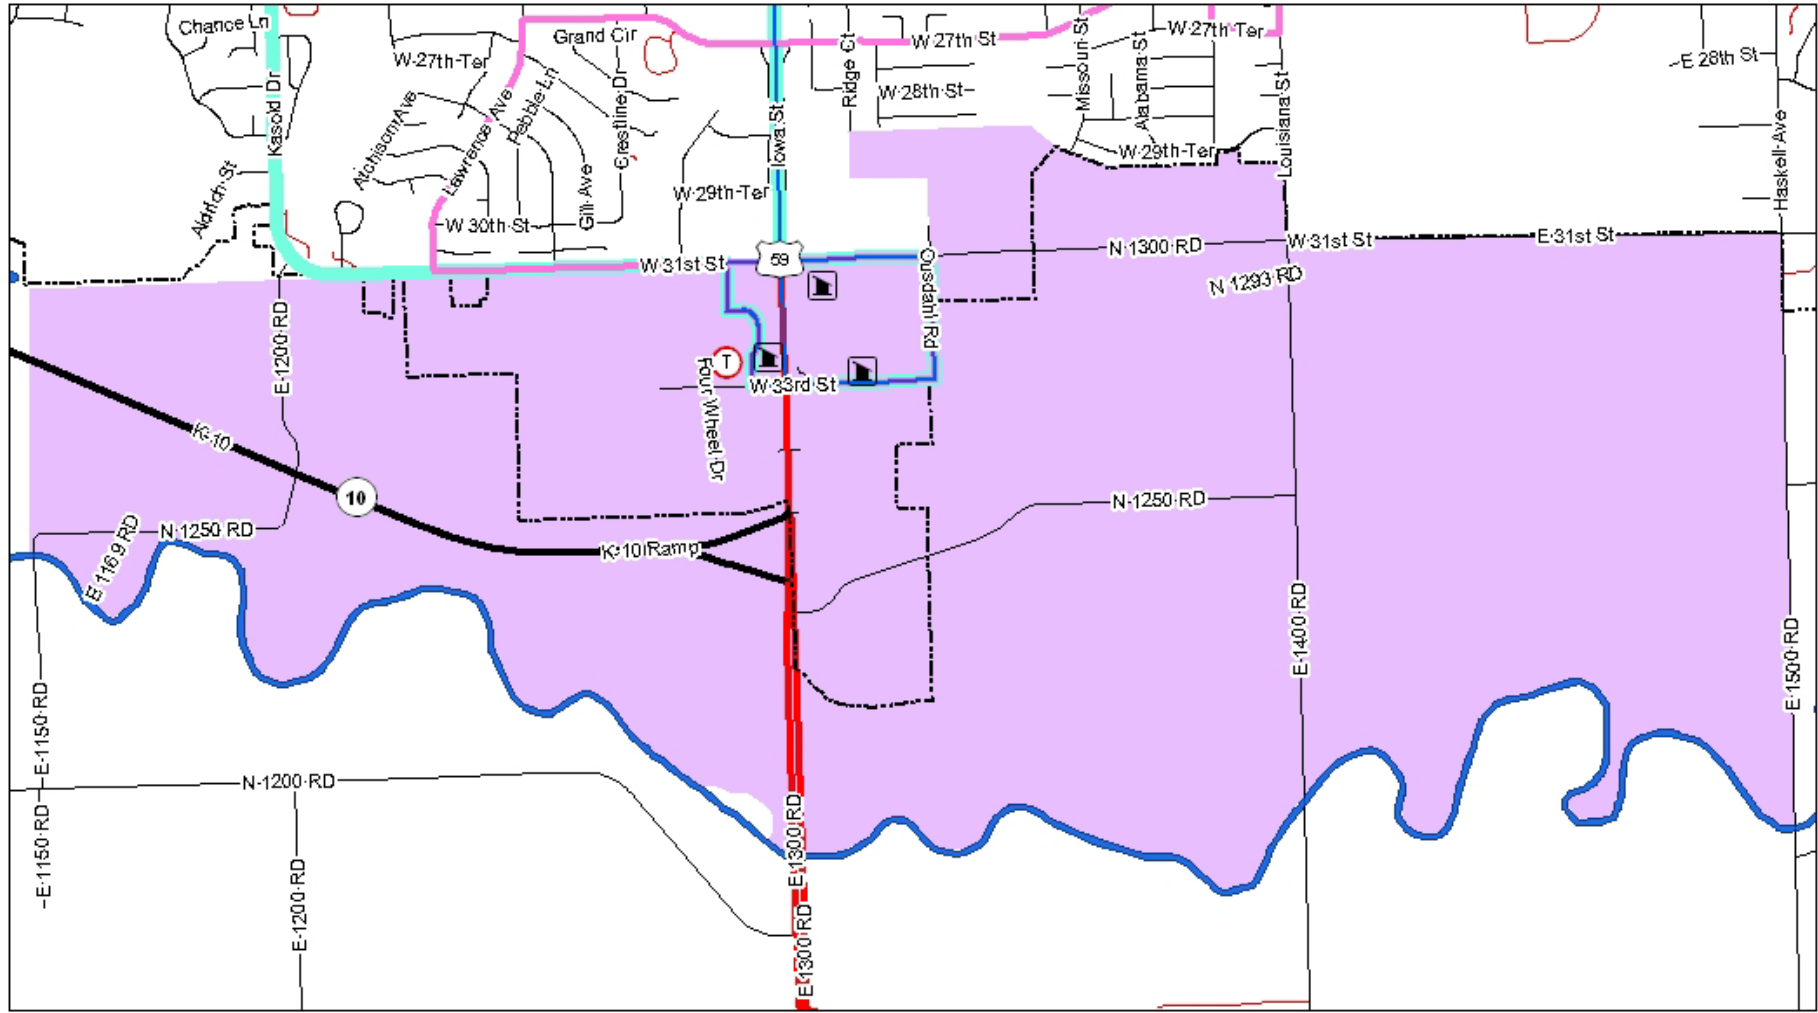 Chance Ln
Grand Cir
W 27th St
W 27th Ter
W 27th Ter
E 28th St
Kasold Dr
Atchison Ave
Lawrence Ave
Pebble Ln
Crestline Dr
Iowa St
Ridge Ct
W 28th St
Missouri St
Alabama St
Louisiana St
Haskell Ave
W 29th Ter
Aldrich St
W 29th Ter
Gill Ave
W 30th St
W 31st St
59
Ousdahl Rd
N 1300 RD
W 31st St
E 31st St
N 1293 RD
E 1200 RD
T
Four Wheel Dr
W 33rd St
K-10
10
N 1250 RD
N 1250 RD
E 1169 RD
K-10 Ramp
E 1400 RD
E 1500 RD
E 1150 RD
N 1200 RD
E 1150 RD
E 1300 RD
E 1200 RD
E 1300 RD